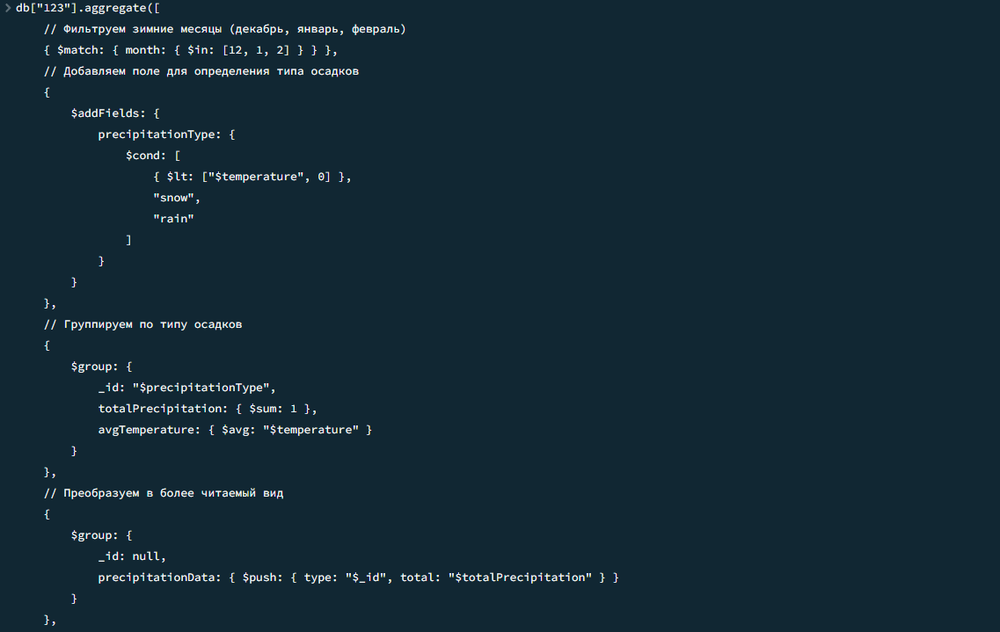 db["123"].aggregate([
// Фильтруем зимние месяцы (декабрь, январь, февраль)
{ $match: { month: { $in: [12, 1, 2] } } },
// Добавляем поле для определения типа осадков
{
$addFields: {
precipitationType: {
$cond: [
{ $lt: ["$temperature", 0] },
"snow",
"rain"
]
}
}
},
// Группируем по типу осадков
{
$group: {
_id: "$precipitationType",
totalPrecipitation: { $sum: 1 },
avgTemperature: { $avg: "$temperature" }
}
},
// Преобразуем в более читаемый вид
{
$group: {
_id: null,
precipitationData: { $push: { type: "$_id", total: "$totalPrecipitation" } }
}
},